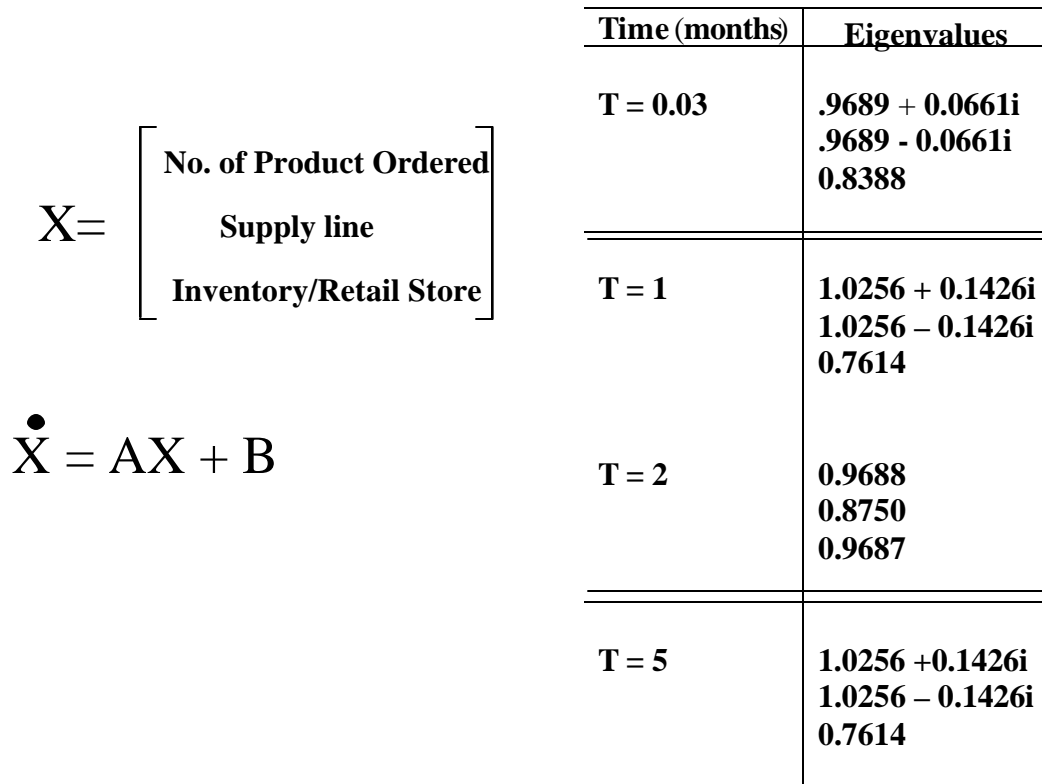 X=
No. of Product Ordered
Supply line
Inventory/Retail Store
Ẋ = AX + B
Time (months) Eigenvalues
T = 0.03 .9689 + 0.0661i
.9689 - 0.0661i
0.8388
T = 1 1.0256 + 0.1426i
1.0256 – 0.1426i
0.7614
T = 2 0.9688
0.8750
0.9687
T = 5 1.0256 +0.1426i
1.0256 – 0.1426i
0.7614